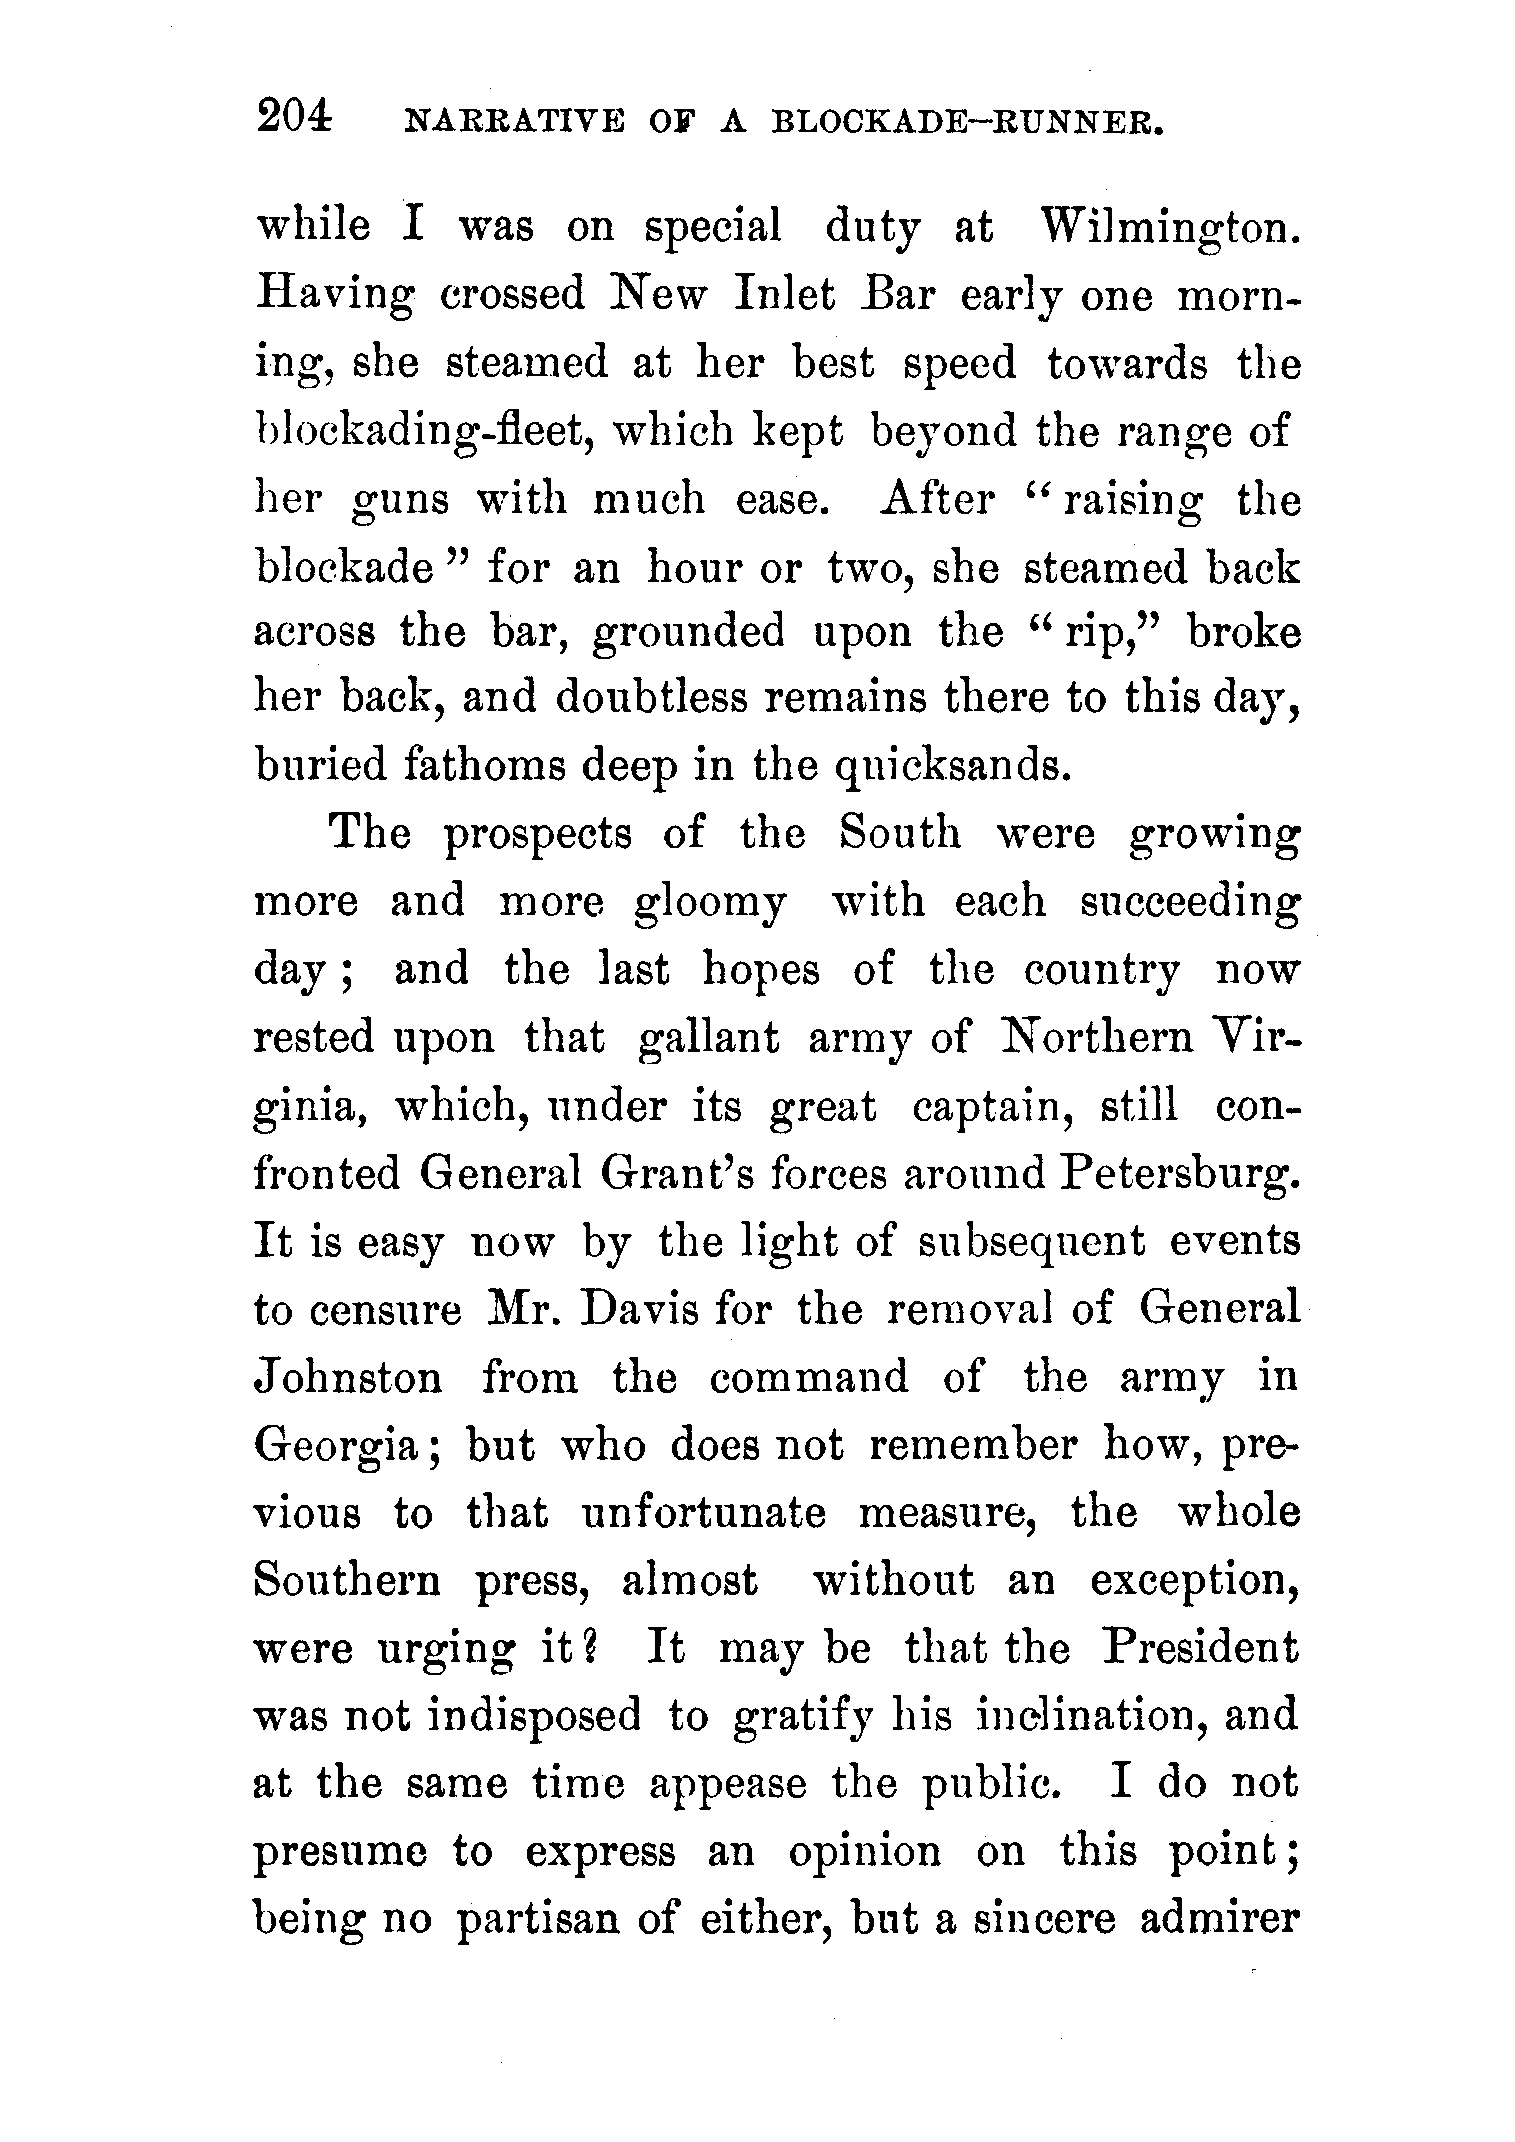 204 NARRATIVE OF A BLOCKADE-RUNNER.
while I was on special duty at Wilmington.
Having crossed New Inlet Bar early one morn-
ing, she steamed at her best speed towards the
blockading-fleet, which kept beyond the range of
her guns with much ease. After “ raising the
blockade ” for an hour or two, she steamed back
across the bar, grounded upon the “ rip,” broke
her back, and doubtless remains there to this day,
buried fathoms deep in the quicksands.
The prospects of the South were growing
more and more gloomy with each succeeding
day ; and the last hopes of the country now
rested upon that gallant army of Northern Vir-
ginia, which, under its great captain, still con-
fronted General Grant’s forces around Petersburg.
It is easy now by the light of subsequent events
to censure Mr. Davis for the removal of General
Johnston from the command of the army in
Georgia ; but who does not remember how, pre-
vious to that unfortunate measure, the whole
Southern press, almost without an exception,
were urging it ? It may be that the President
was not indisposed to gratify his inclination, and
at the same time appease the public. I do not
presume to express an opinion on this point ;
being no partisan of either, but a sincere admirer